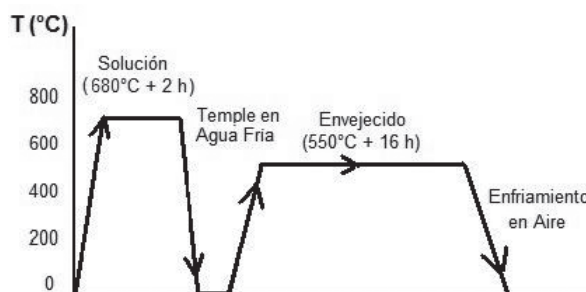 T (°C)
Solución
(680°C + 2 h)
800
Temple en
Agua Fria
Envejecido
(550°C + 16 h)
600
400
Enfriamiento
en Aire
200
0